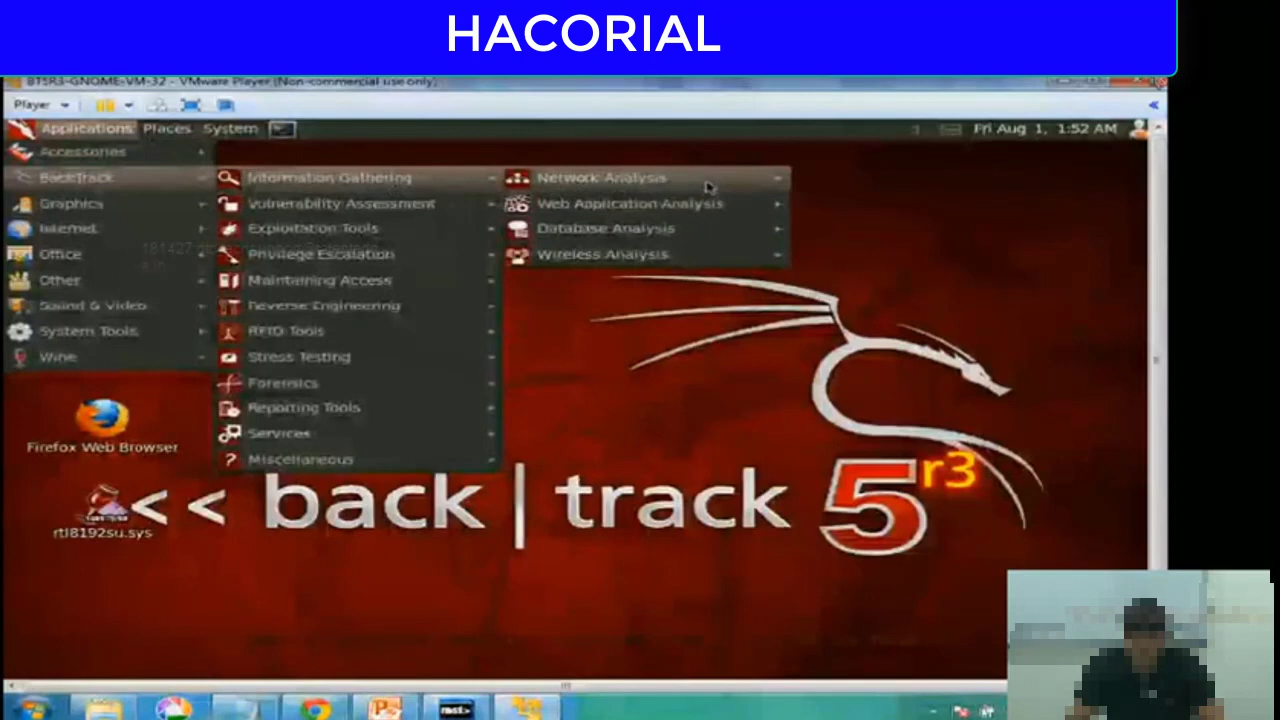 HACORIAL
BT5R3-GNOME-VM-32 - VMware Player (Non-commercial use only)
Player
Applications Places System
Fri Aug 1, 1:52 AM
Accessories
BackTrack
Graphics
Internet
Office
Other
Sound & Video
System Tools
Wine
Information Gathering
Vulnerability Assessment
Exploitation Tools
Privilege Escalation
Maintaining Access
Reverse Engineering
RFID Tools
Stress Testing
Forensics
Reporting Tools
Services
Miscellaneous
Network Analysis
Web Application Analysis
Database Analysis
Wireless Analysis
Firefox Web Browser
rtl8192su.sys
<< back | track 5 r3